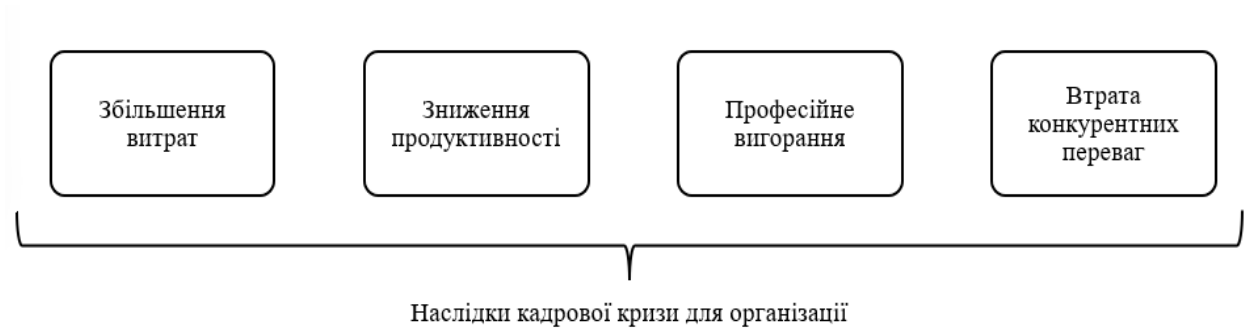 Збільшення
витрат
Зниження
продуктивності
Професійне
вигорання
Втрата
конкурентних
переваг
Наслідки кадрової кризи для організації